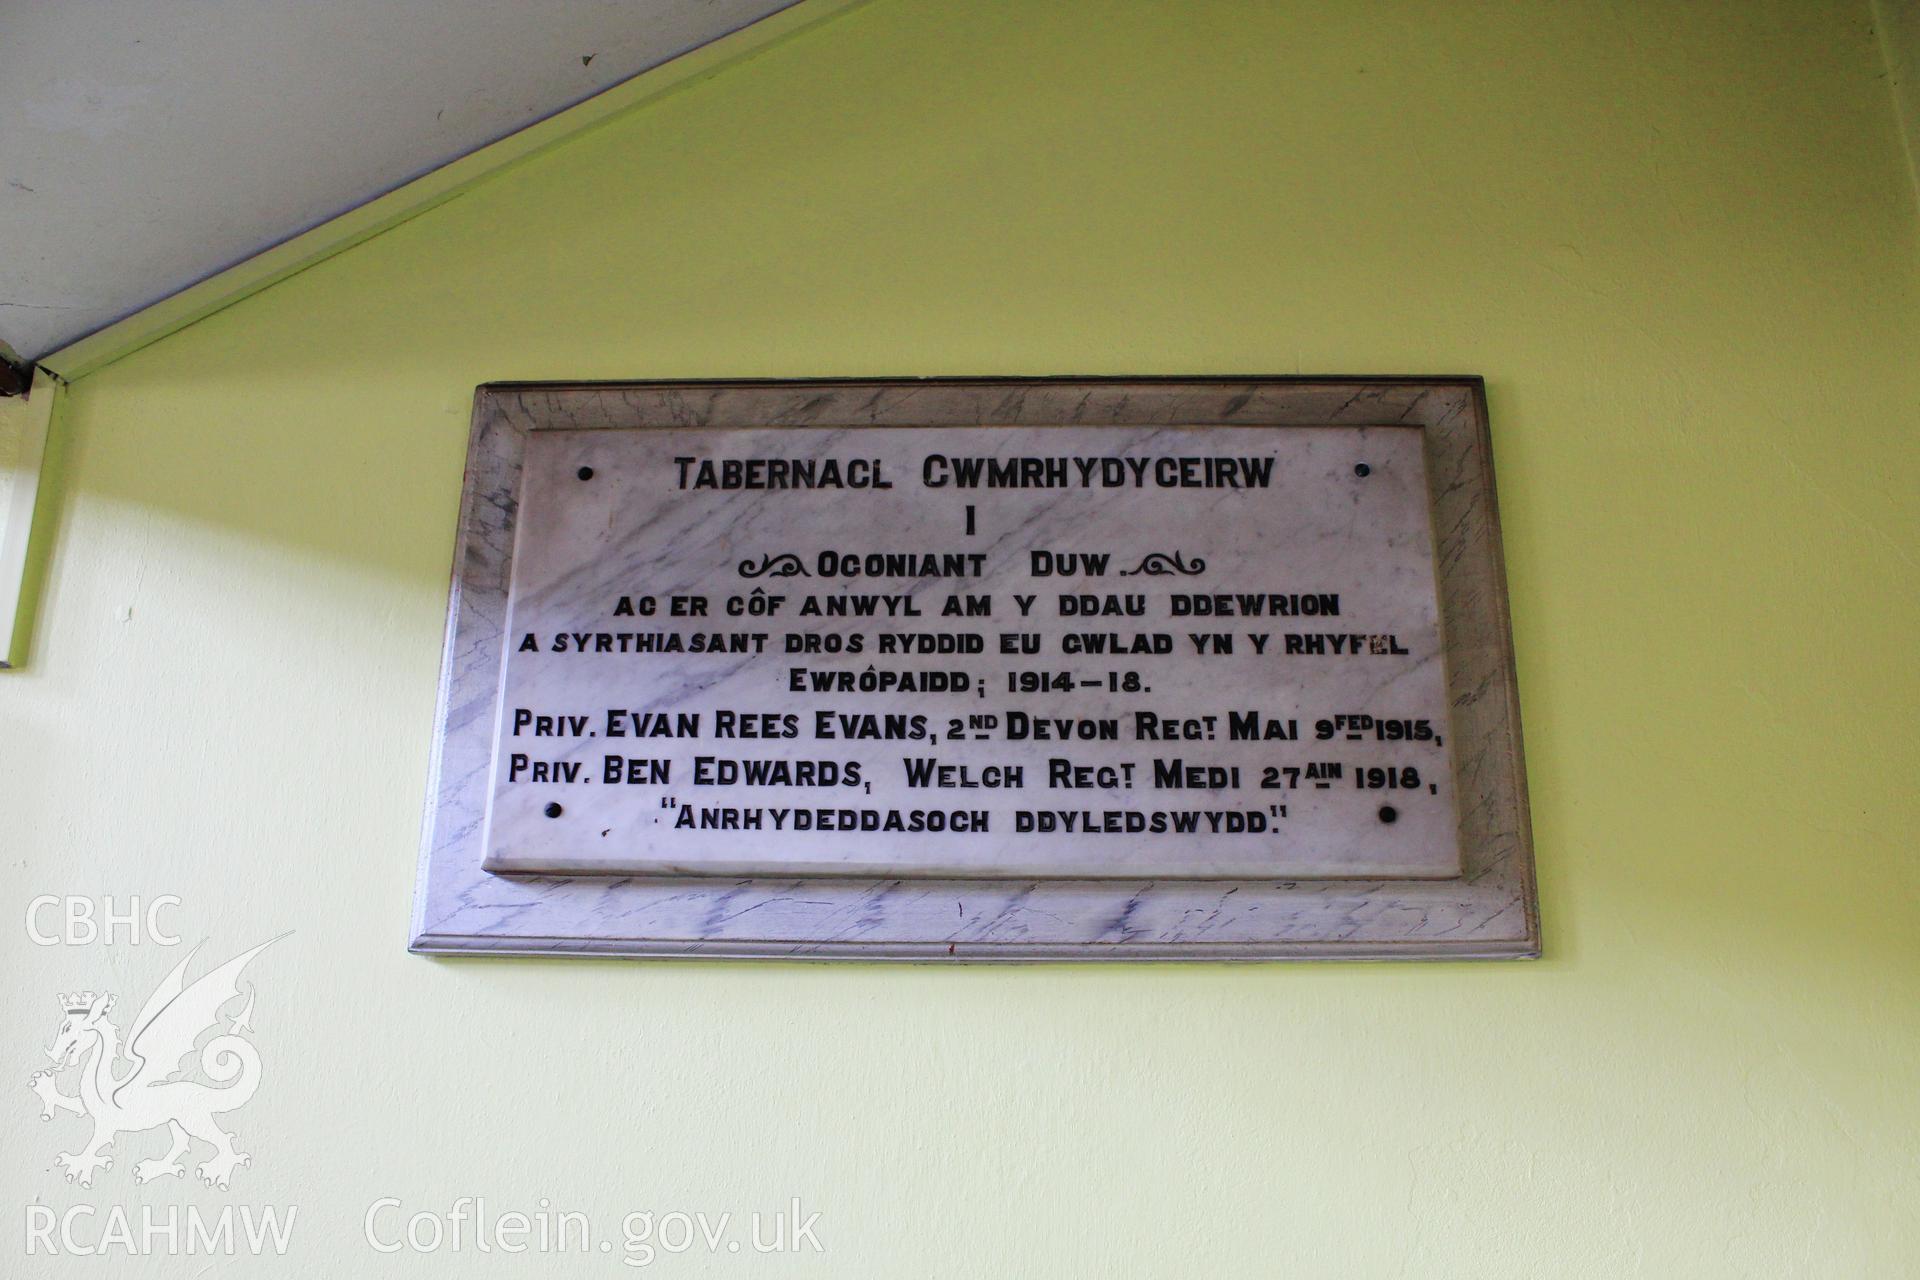 TABERNACL CWMRHYDYCEIRW
I
OGONIANT DUW.
AC ER CÔF ANWYL AM Y DDAU DDEWRION
A SYRTHIASANT DROS RYDDID EU GWLAD YN Y RHYFEL
EWRÔPAIDD; 1914-18.
PRIV. EVAN REES EVANS, 2ND DEVON REGT. MAI 9FED 1915,
PRIV. BEN EDWARDS, WELCH REGT. MEDI 27AIN 1918,
"ANRHYDEDDASOCH DDYLEDSWYDD."
CBHC
RCAHMW
Coflein.gov.uk